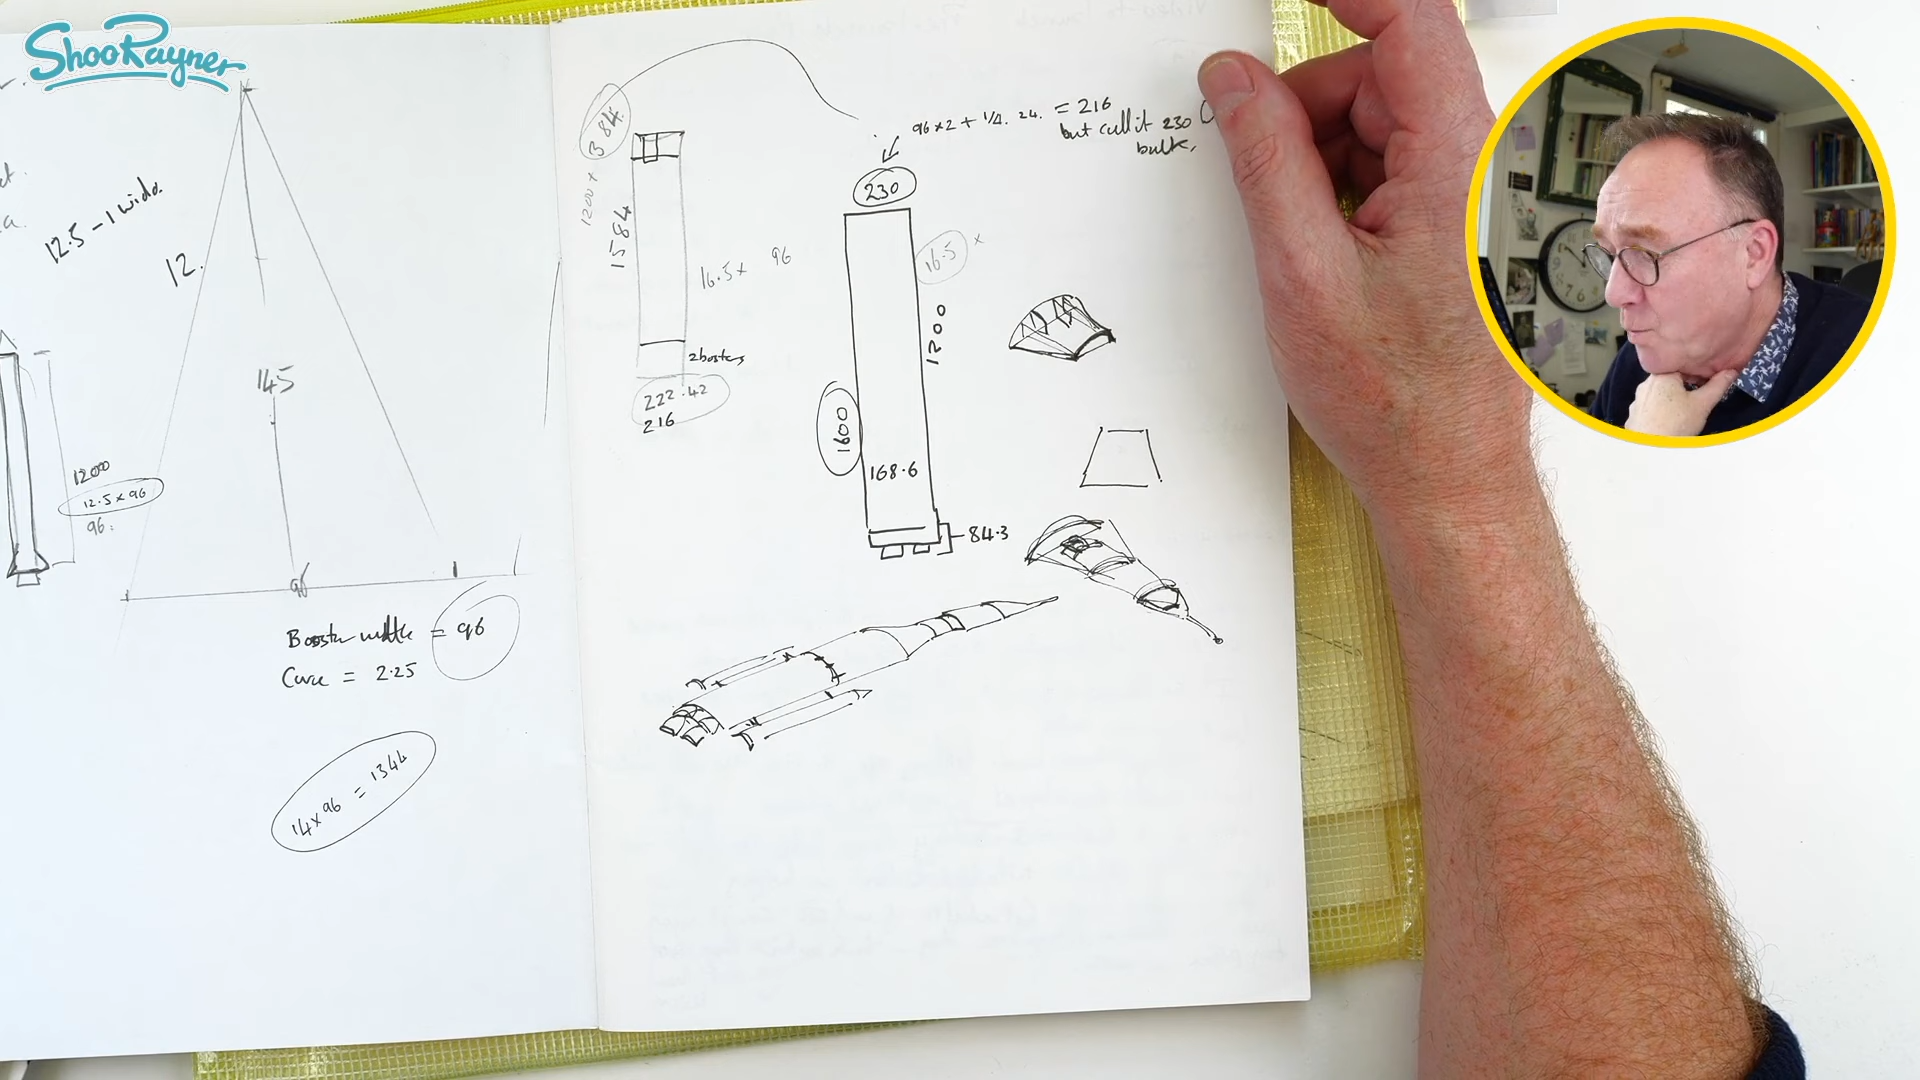 ShooRayner
12.5 - 1 wide.
12.
145
12000
12.5 x 96
96.
96
Booster width = 96
Curve = 2.25
14 x 96 = 1344
384.
1200 +
1584
16.5 x 96
2 boosters
222.42
216
96 x 2 + 1/4. 24. = 216
but call it 230
bulk.
230
16.5 x
1200
1600
168.6
84.3